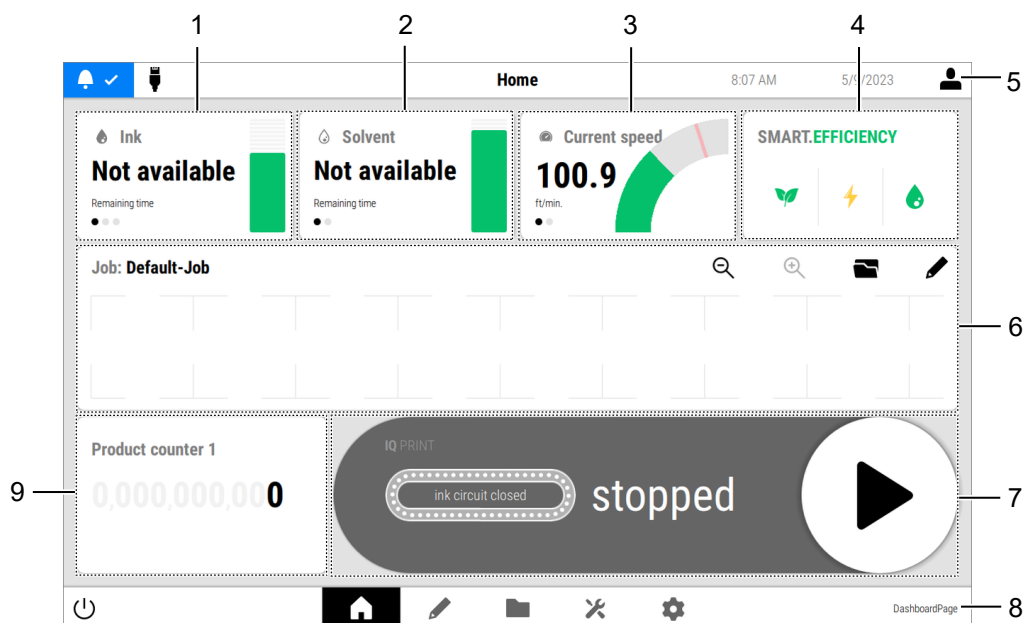 1
2
3
4
Home
8:07 AM
5/9/2023
5
Ink
Not available
Remaining time
Solvent
Not available
Remaining time
Current speed
100.9
ft/min.
SMART.EFFICIENCY
Job: Default-Job
6
Product counter 1
0,000,000,000
IQ PRINT
ink circuit closed
stopped
9
7
DashboardPage
8